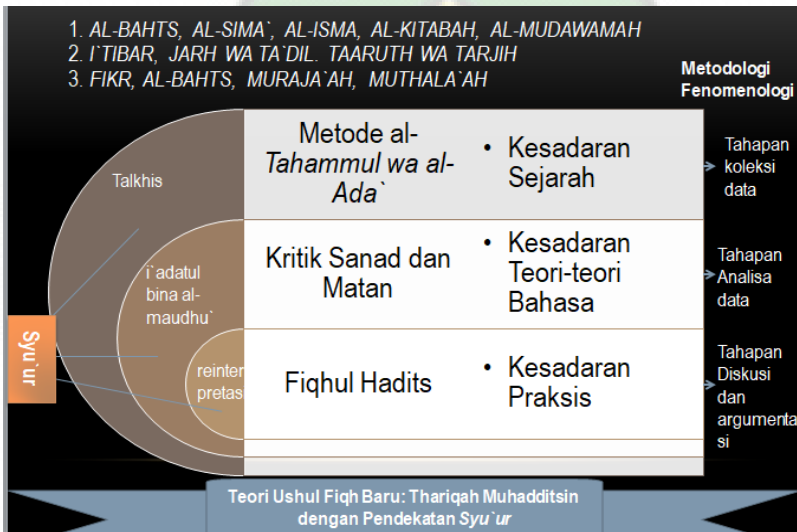 1. AL-BAHTS, AL-SIMA`, AL-ISMA, AL-KITABAH, AL-MUDAWAMAH
2. I`TIBAR, JARH WA TA`DIL. TAARUTH WA TARJIH
3. FIKR, AL-BAHTS, MURAJA`AH, MUTHALA`AH
Metodologi
Fenomenologi
Talkhis
Metode al-
Tahammul wa al-
Ada`
• Kesadaran
Sejarah
Tahapan
koleksi
data
i`adatul
bina al-
maudhu`
Kritik Sanad dan
Matan
• Kesadaran
Teori-teori
Bahasa
Tahapan
Analisa
data
Syu`ur
reinter
pretasi
Fiqhul Hadits
• Kesadaran
Praksis
Tahapan
Diskusi
dan
argumenta
si
Teori Ushul Fiqh Baru: Thariqah Muhadditsin
dengan Pendekatan Syu`ur